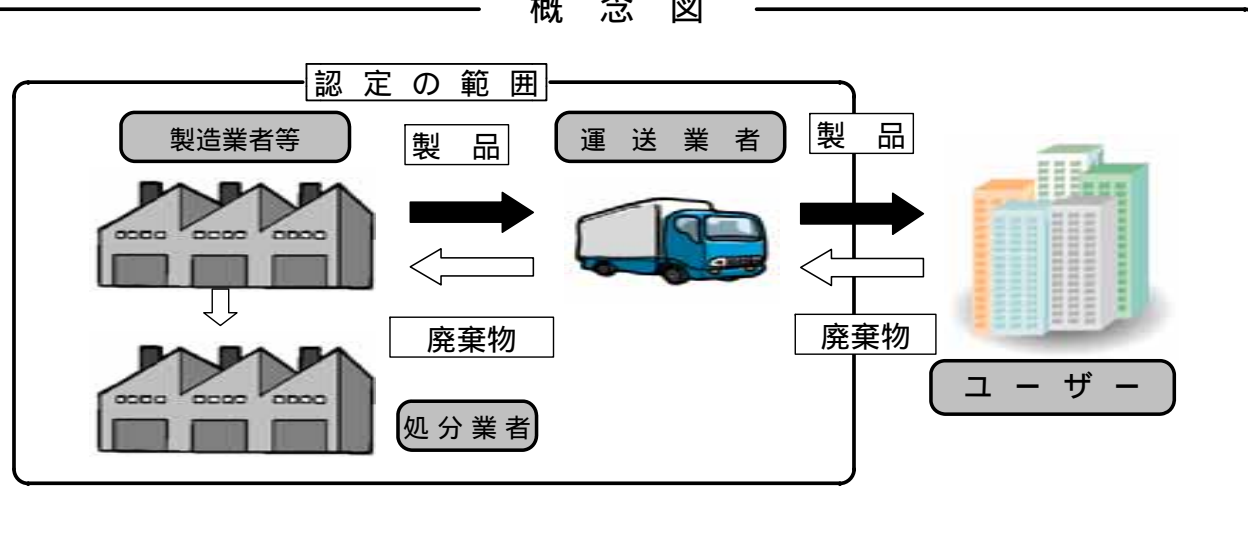 概念図
認定の範囲
製造業者等
製品
運送業者
製品
廃棄物
廃棄物
処分業者
ユーザー